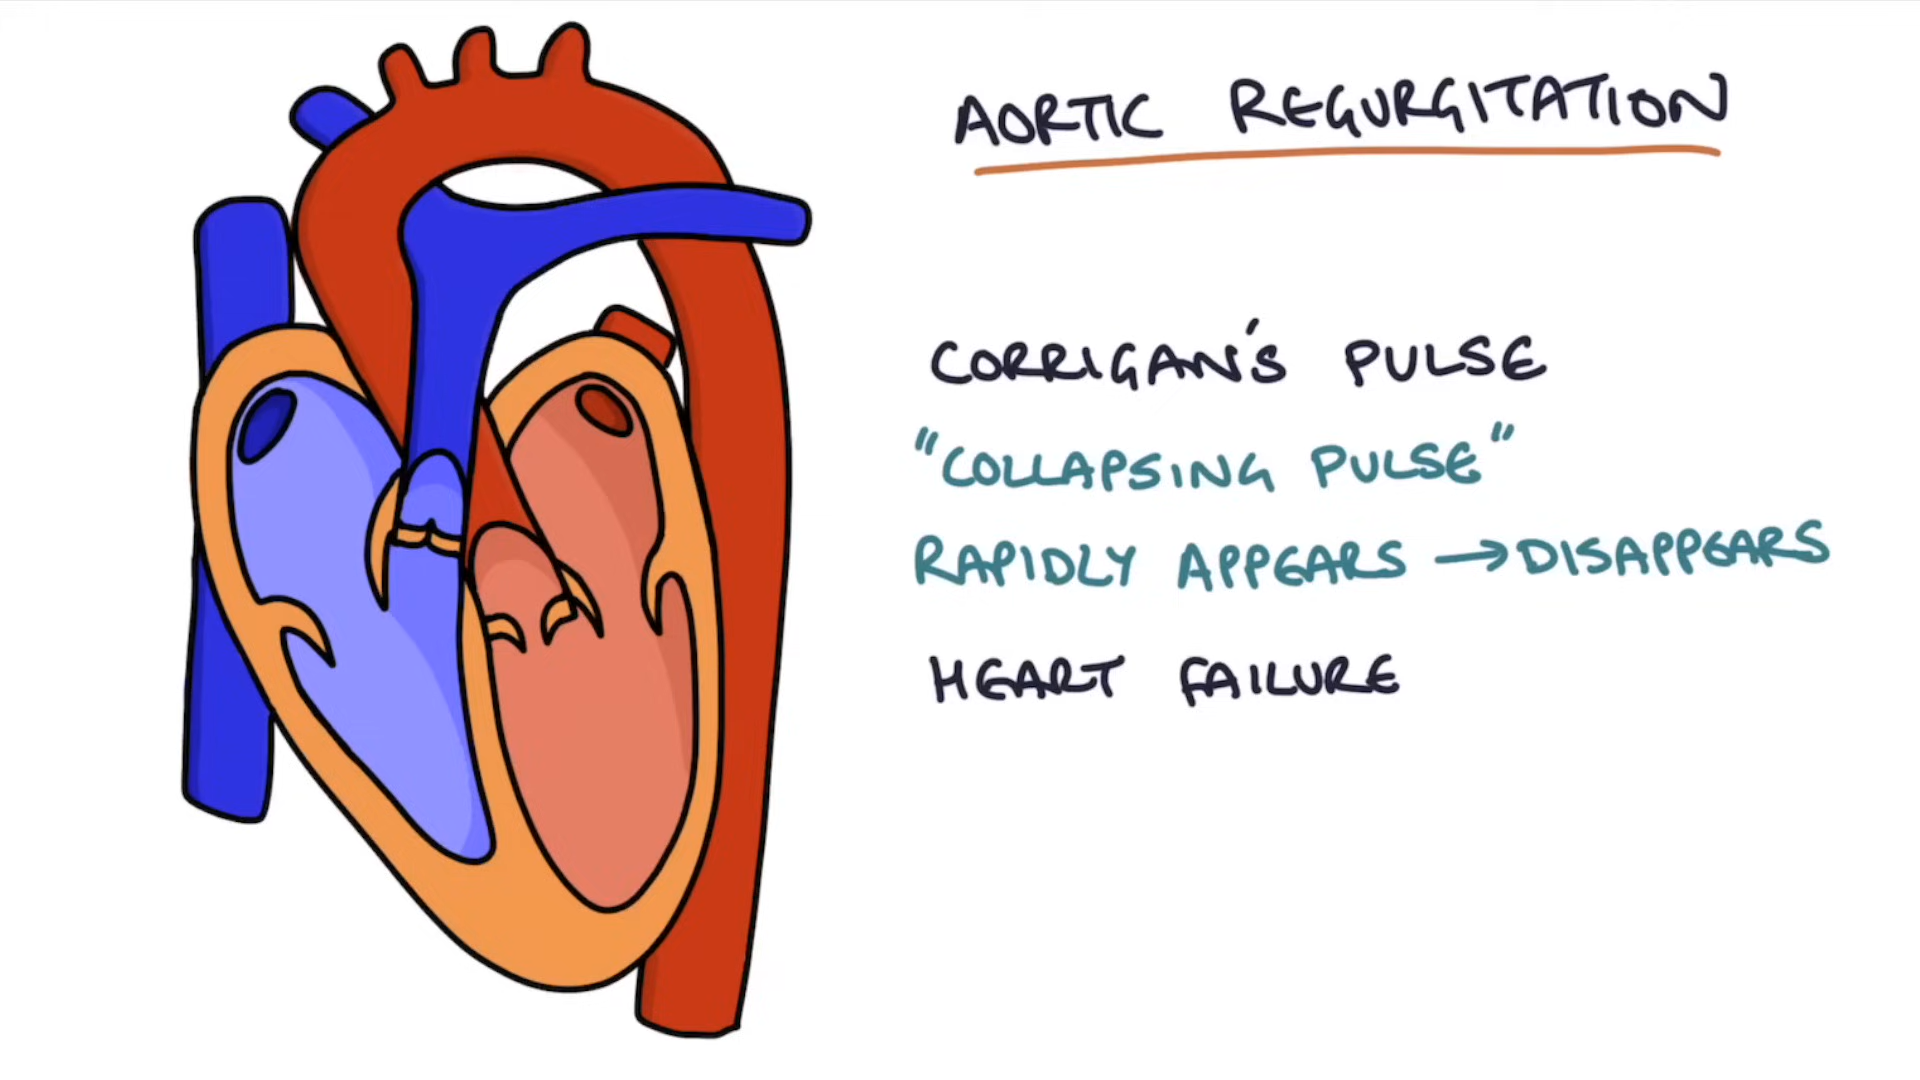 AORTIC REGURGITATION
CORRIGAN'S PULSE
"COLLAPSING PULSE"
RAPIDLY APPEARS → DISAPPEARS
HEART FAILURE